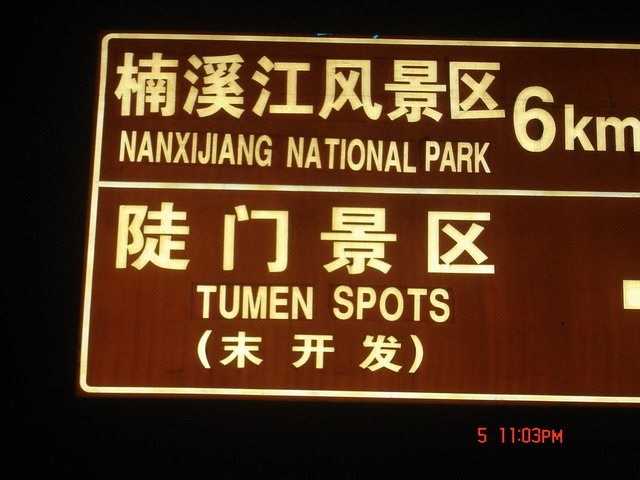 楠溪江风景区 6km
NANXIJIANG NATIONAL PARK
陡门景区
TUMEN SPOTS
(末开发)
5 11:03PM